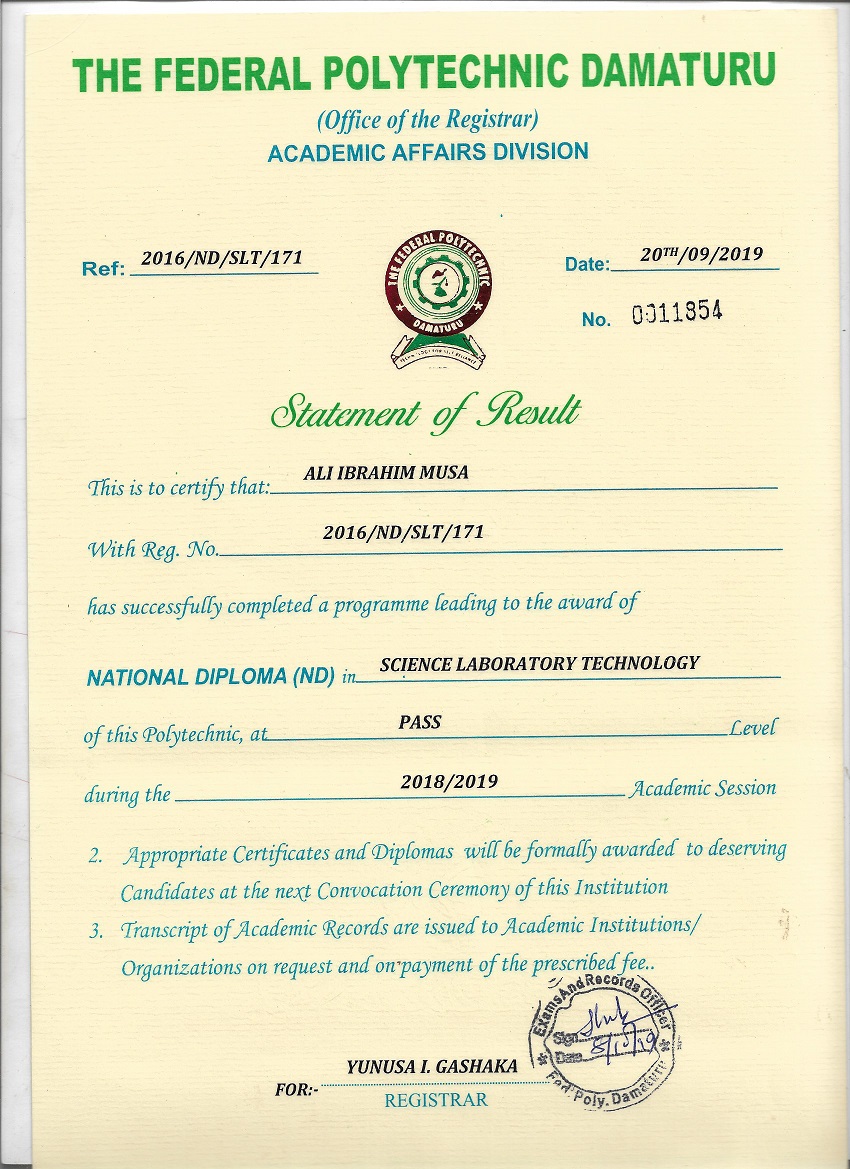 THE FEDERAL POLYTECHNIC DAMATURU
(Office of the Registrar)
ACADEMIC AFFAIRS DIVISION
Ref: 2016/ND/SLT/171
Date: 20TH/09/2019
No. 0011854
THE FEDERAL POLYTECHNIC
DAMATURU
TECHNOLOGY FOR SELF RELIANCE
Statement of Result
This is to certify that: ALI IBRAHIM MUSA
With Reg. No. 2016/ND/SLT/171
has successfully completed a programme leading to the award of
NATIONAL DIPLOMA (ND) in SCIENCE LABORATORY TECHNOLOGY
of this Polytechnic, at PASS Level
during the 2018/2019 Academic Session
2. Appropriate Certificates and Diplomas will be formally awarded to deserving
Candidates at the next Convocation Ceremony of this Institution
3. Transcript of Academic Records are issued to Academic Institutions/
Organizations on request and on payment of the prescribed fee..
Exams And Records Officer
Sign
Date 8/10/19
Fed. Poly. Damaturu
YUNUSA I. GASHAKA
FOR:-
REGISTRAR